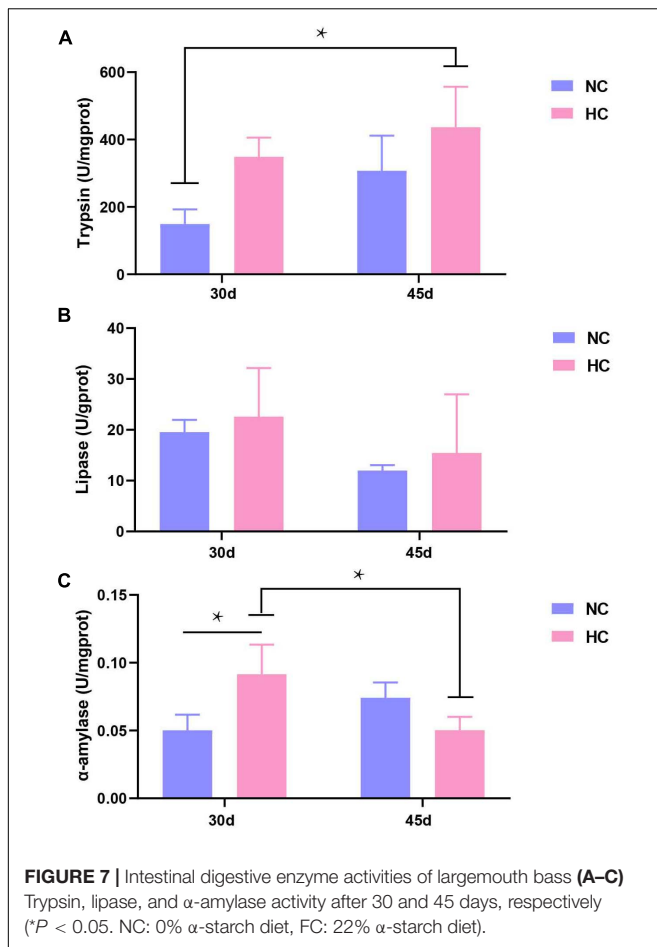 A
*
600
400
200
0
Trypsin (U/mgprot)
30d
45d
NC
HC
B
40
30
20
10
0
Lipase (U/gprot)
30d
45d
NC
HC
C
*
*
0.15
0.10
0.05
0.00
α-amylase (U/mgprot)
30d
45d
NC
HC
FIGURE 7 | Intestinal digestive enzyme activities of largemouth bass (A–C)
Trypsin, lipase, and α-amylase activity after 30 and 45 days, respectively
(*P < 0.05. NC: 0% α-starch diet, FC: 22% α-starch diet).